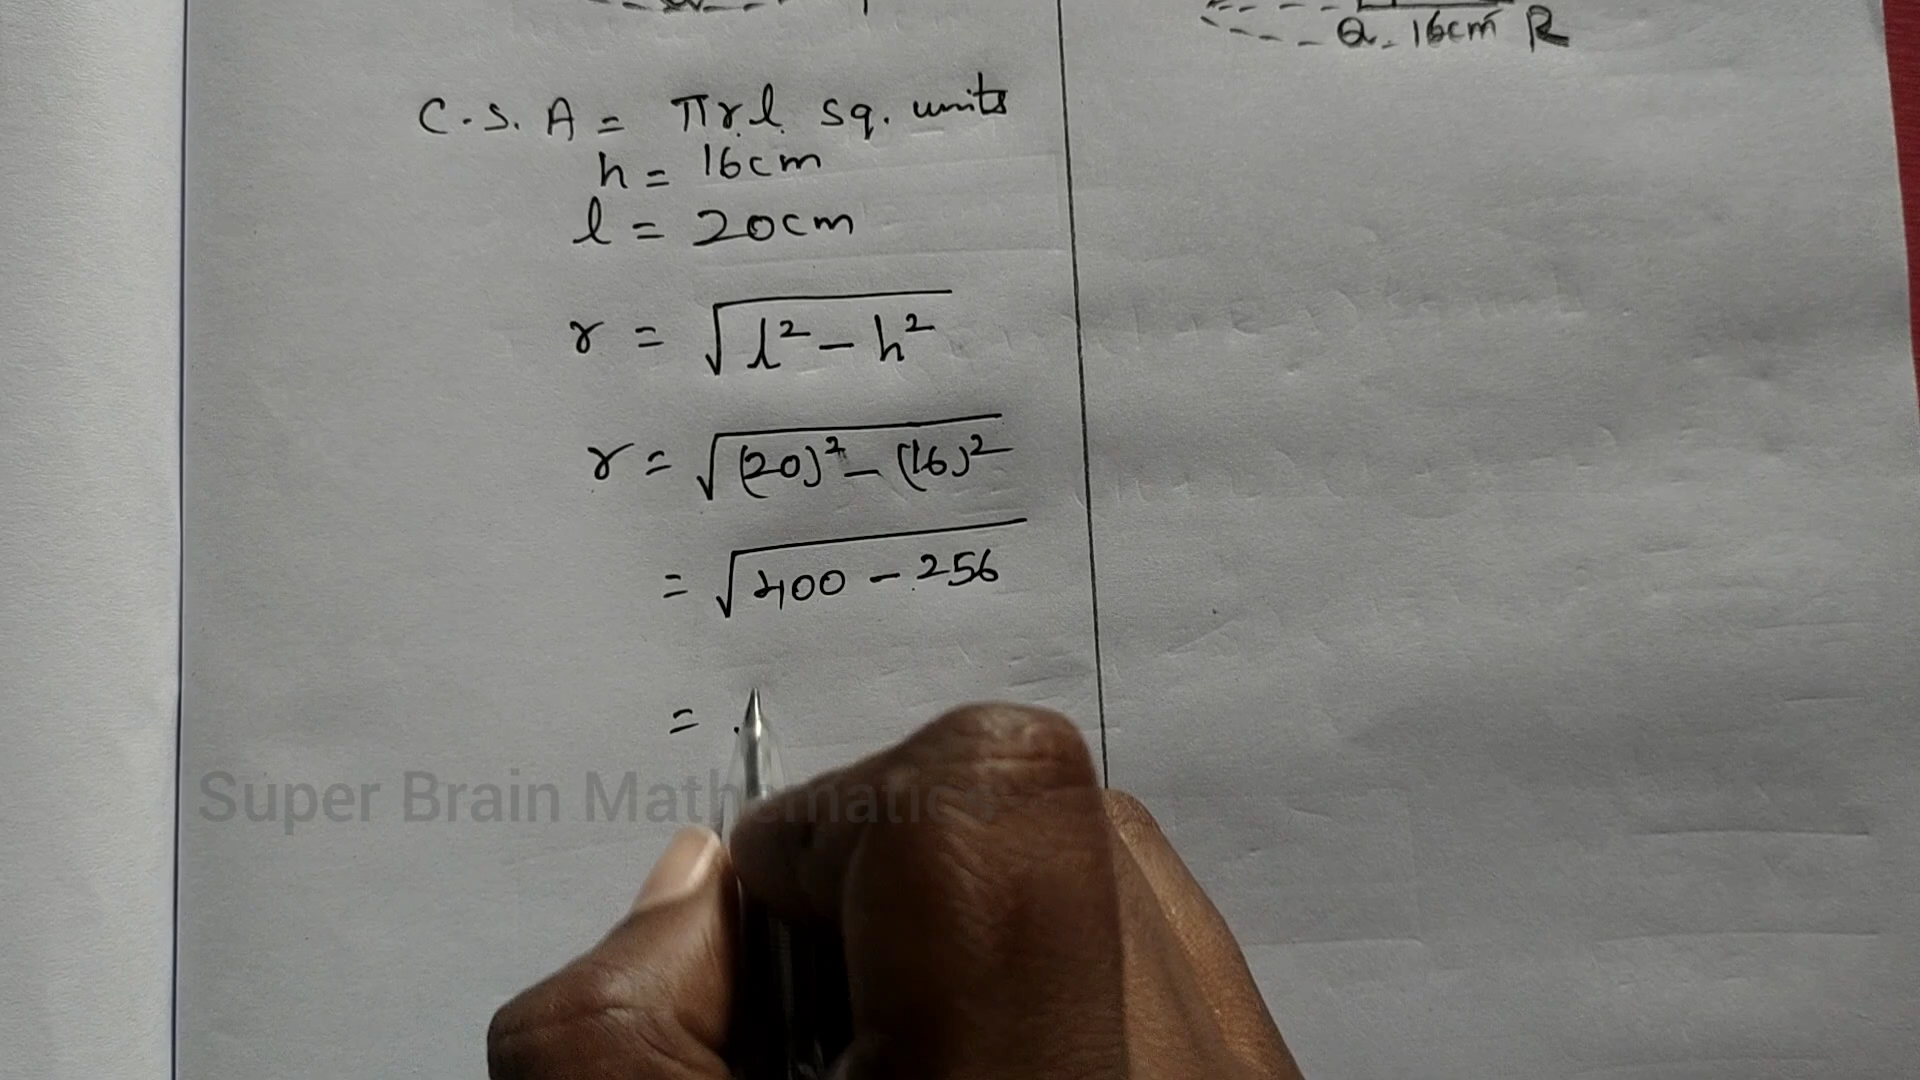 Q. 16cm R
C.S.A = πrl sq. units
h = 16cm
l = 20cm
r = √l² - h²
r = √(20)² - (16)²
= √400 - 256
=
Super Brain Mathematics